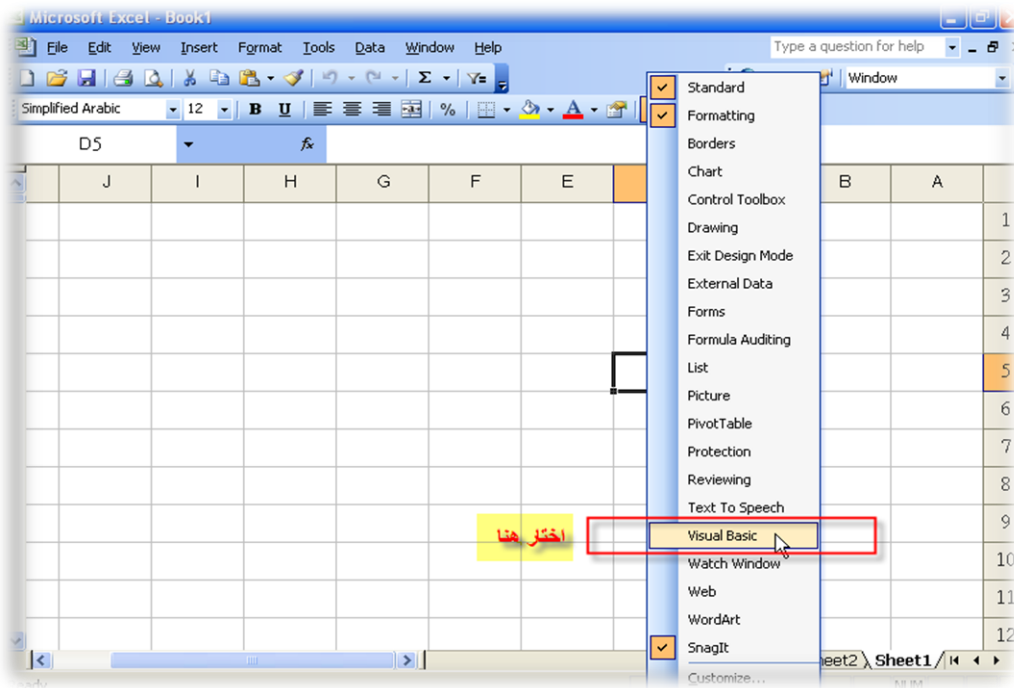 Microsoft Excel - Book1
File Edit View Insert Format Tools Data Window Help
Type a question for help
Window
Simplified Arabic 12 B U %
D5 fx
J I H G F E B A
1
2
3
4
5
6
7
8
9
10
11
12
Standard
Formatting
Borders
Chart
Control Toolbox
Drawing
Exit Design Mode
External Data
Forms
Formula Auditing
List
Picture
PivotTable
Protection
Reviewing
Text To Speech
Visual Basic
Watch Window
Web
WordArt
SnagIt
Customize...
اختار هنا
Sheet1
NUM